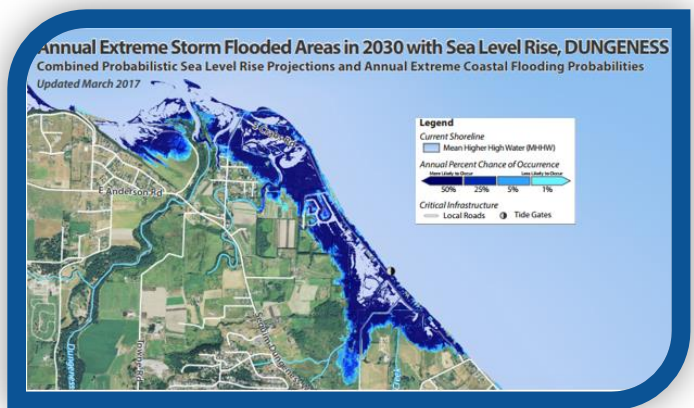 Annual Extreme Storm Flooded Areas in 2030 with Sea Level Rise, DUNGENESS
Combined Probabilistic Sea Level Rise Projections and Annual Extreme Coastal Flooding Probabilities
Updated March 2017
Legend
Current Shoreline
Mean Higher High Water (MHHW)
Annual Percent Chance of Occurrence
More Likely to Occur Less Likely to Occur
50% 25% 5% 1%
Critical Infrastructure
Local Roads Tide Gates
E Anderson Rd
Dungeness
Creek